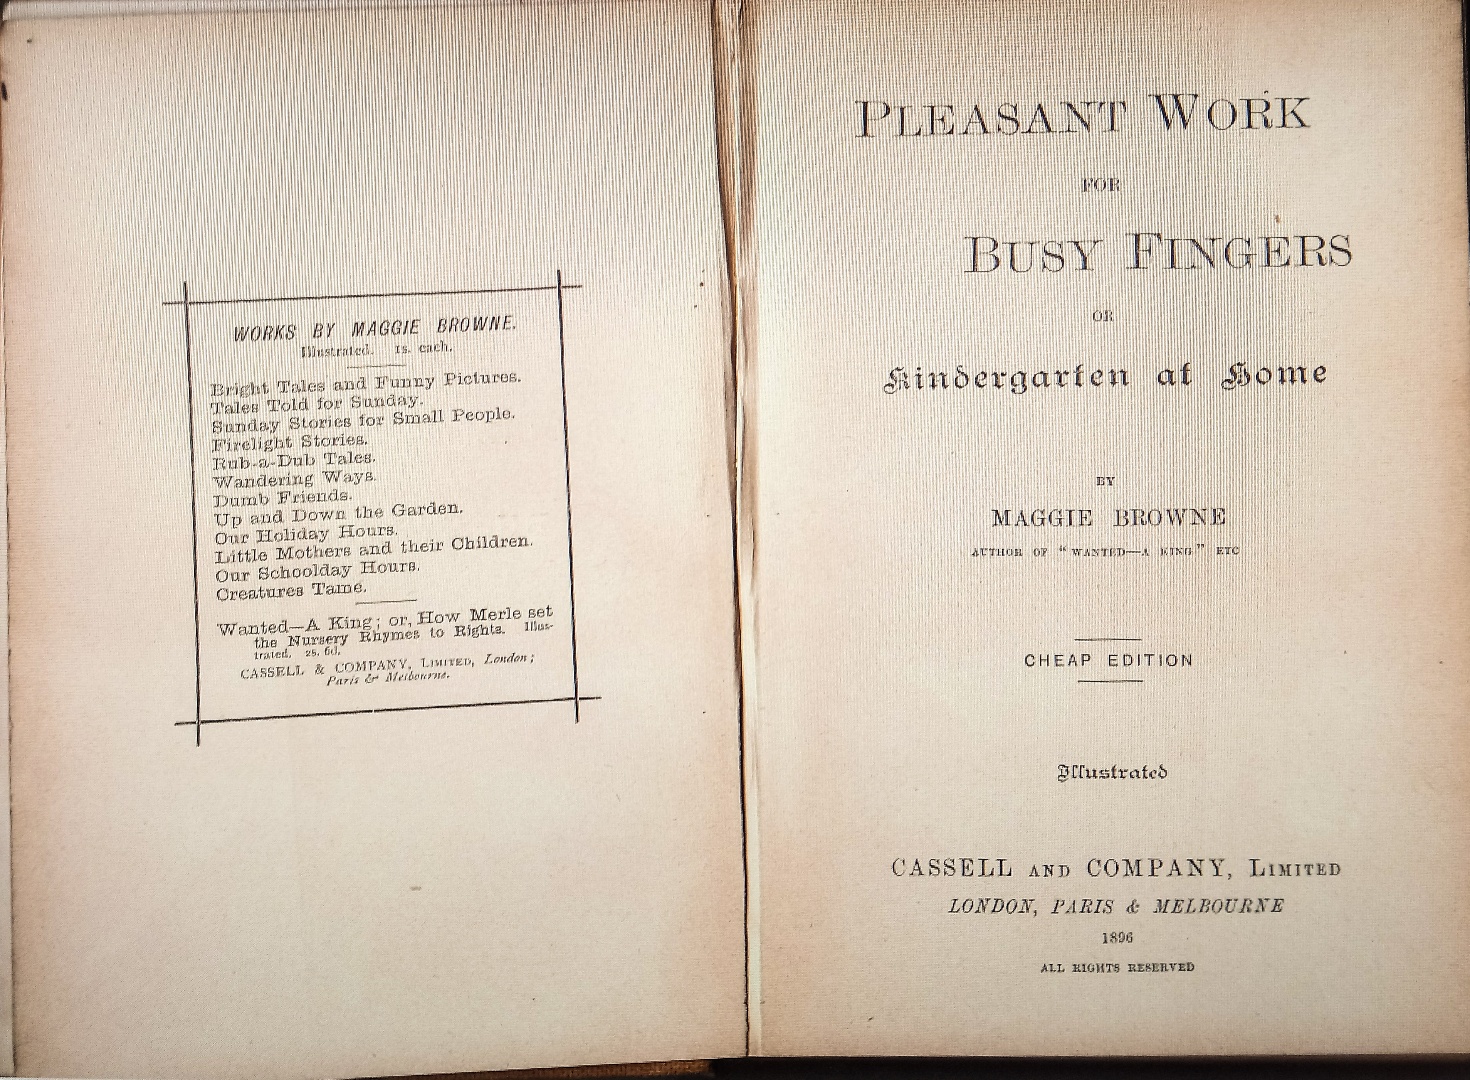 WORKS BY MAGGIE BROWNE.
Illustrated. 1s. each.
Bright Tales and Funny Pictures.
Tales Told for Sunday.
Sunday Stories for Small People.
Firelight Stories.
Rub-a-Dub Tales.
Wandering Ways.
Dumb Friends.
Up and Down the Garden.
Our Holiday Hours.
Little Mothers and their Children.
Our Schoolday Hours.
Creatures Tame.
Wanted—A King; or, How Merle set
the Nursery Rhymes to Rights. Illus-
trated. 2s. 6d.
CASSELL & COMPANY, LIMITED, London;
Paris & Melbourne.
PLEASANT WORK
FOR
BUSY FINGERS
OR
Kindergarten at Home
BY
MAGGIE BROWNE
AUTHOR OF "WANTED—A KING" ETC
CHEAP EDITION
Illustrated
CASSELL AND COMPANY, LIMITED
LONDON, PARIS & MELBOURNE
1896
ALL RIGHTS RESERVED